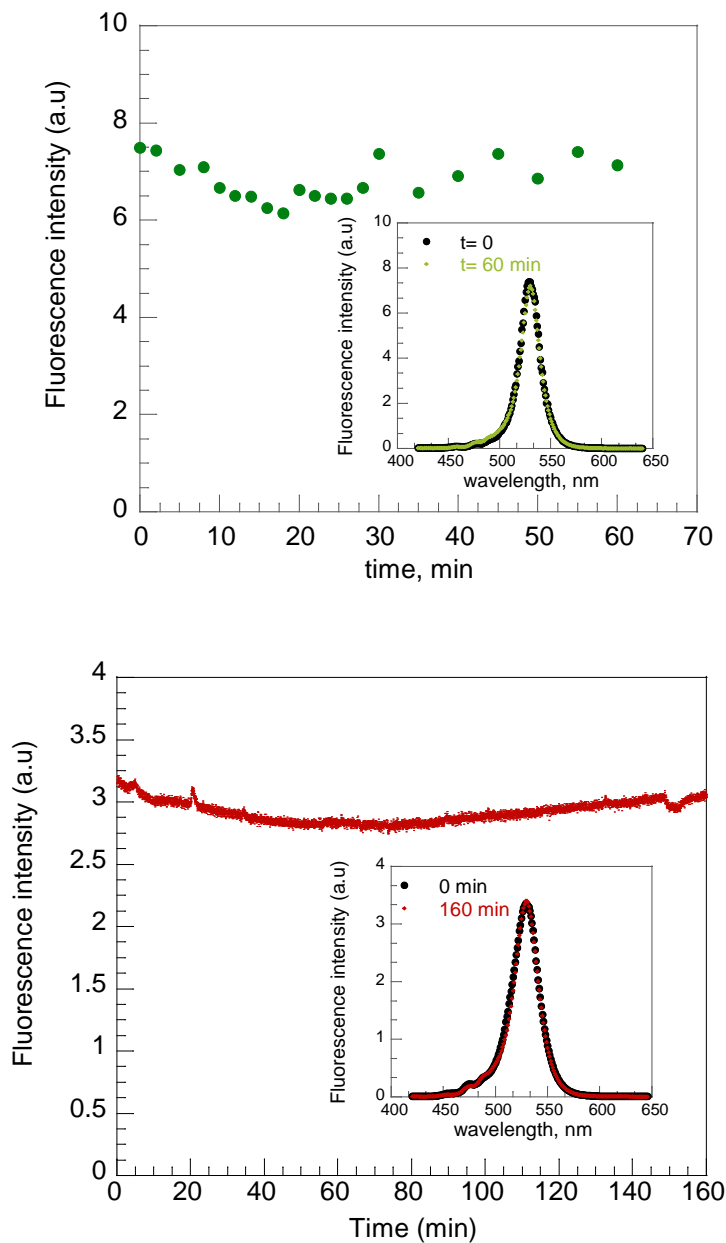 Fluorescence intensity (a.u)
10
8
6
4
2
0
0 10 20 30 40 50 60 70
time, min
Fluorescence intensity (a.u)
t= 0
t= 60 min
10
8
6
4
2
0
400 450 500 550 600 650
wavelength, nm
Fluorescence intensity (a.u)
4
3.5
3
2.5
2
1.5
1
0.5
0
0 20 40 60 80 100 120 140 160
Time (min)
Fluorescence intensity (a.u)
0 min
160 min
4
3
2
1
0
400 450 500 550 600 650
wavelength, nm